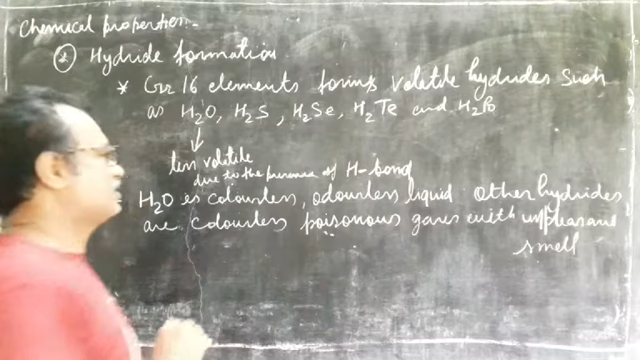 Chemical properties:-
② Hydride formation
* Gr 16 elements forms volatile hydrides such
as H₂O, H₂S, H₂Se, H₂Te and H₂Po
↓
less volatile
due to the presence of H-bond
H₂O is colourless, odourless liquid. Other hydrides
are colourless poisonous gases with unpleasant
smell